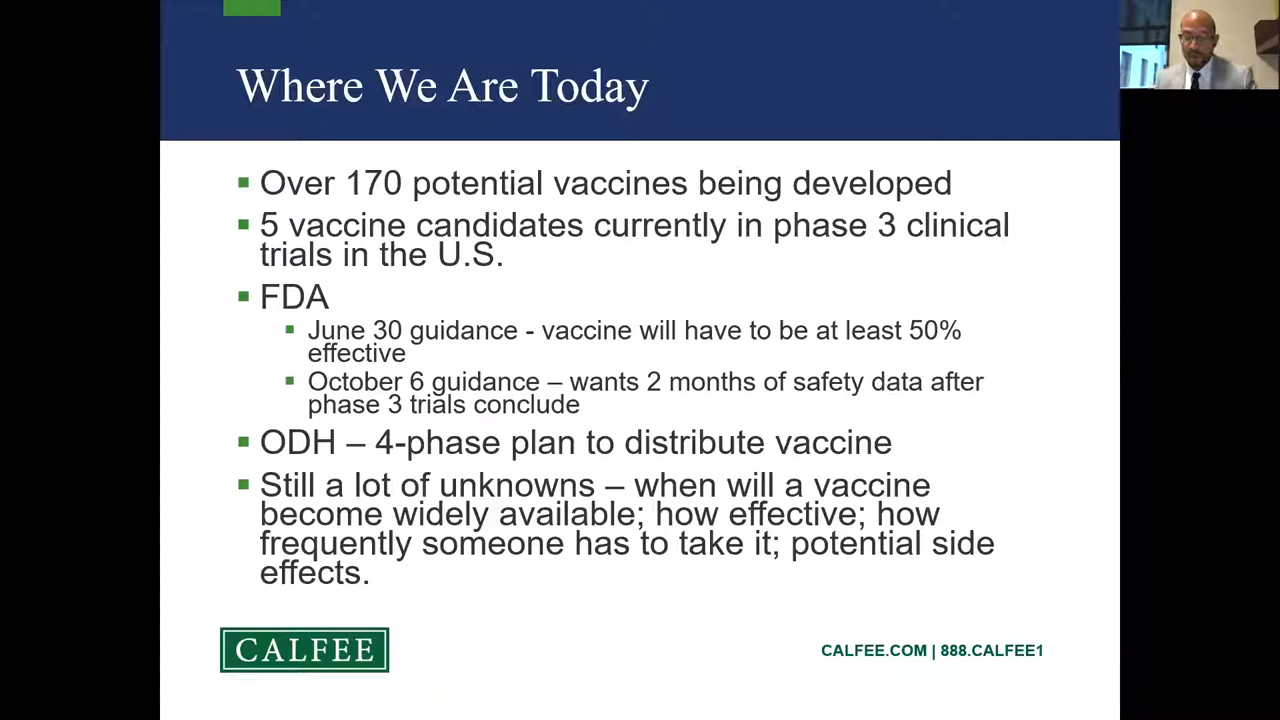 Where We Are Today
Over 170 potential vaccines being developed
5 vaccine candidates currently in phase 3 clinical
trials in the U.S.
FDA
June 30 guidance - vaccine will have to be at least 50%
effective
October 6 guidance – wants 2 months of safety data after
phase 3 trials conclude
ODH – 4-phase plan to distribute vaccine
Still a lot of unknowns – when will a vaccine
become widely available; how effective; how
frequently someone has to take it; potential side
effects.
CALFEE
CALFEE.COM | 888.CALFEE1